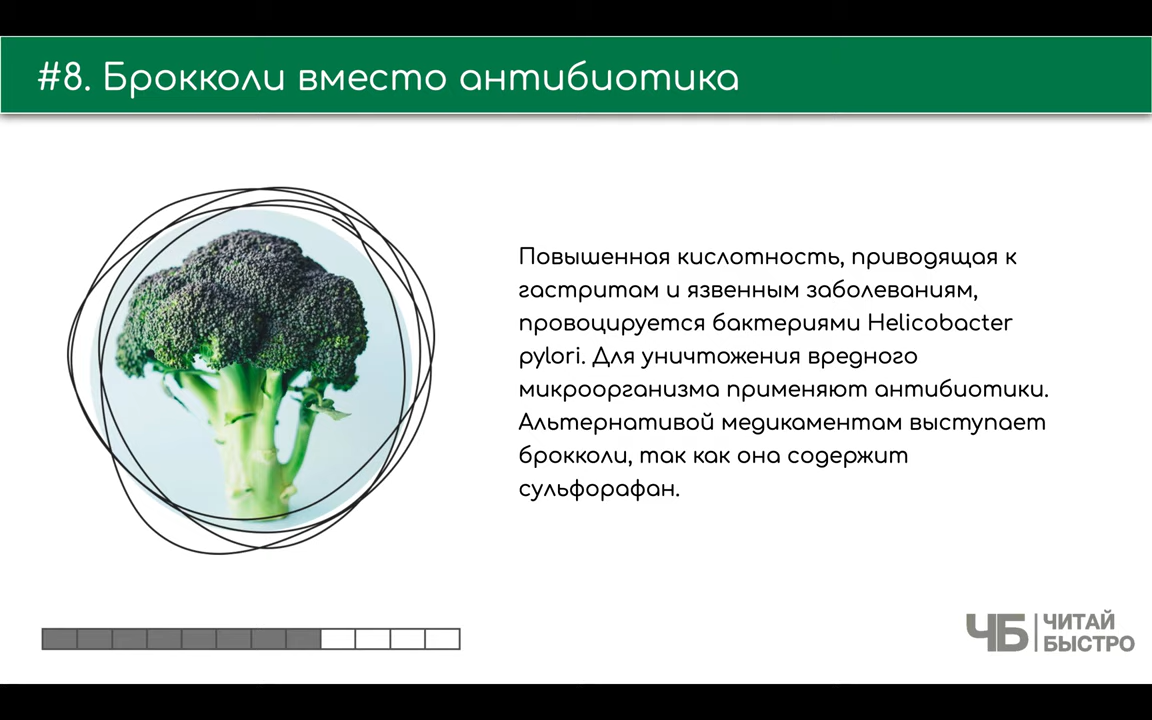 #8. Брокколи вместо антибиотика
Повышенная кислотность, приводящая к
гастритам и язвенным заболеваниям,
провоцируется бактериями Helicobacter
pylori. Для уничтожения вредного
микроорганизма применяют антибиотики.
Альтернативой медикаментам выступает
брокколи, так как она содержит
сульфорафан.
ЧБ
ЧИТАЙ
БЫСТРО